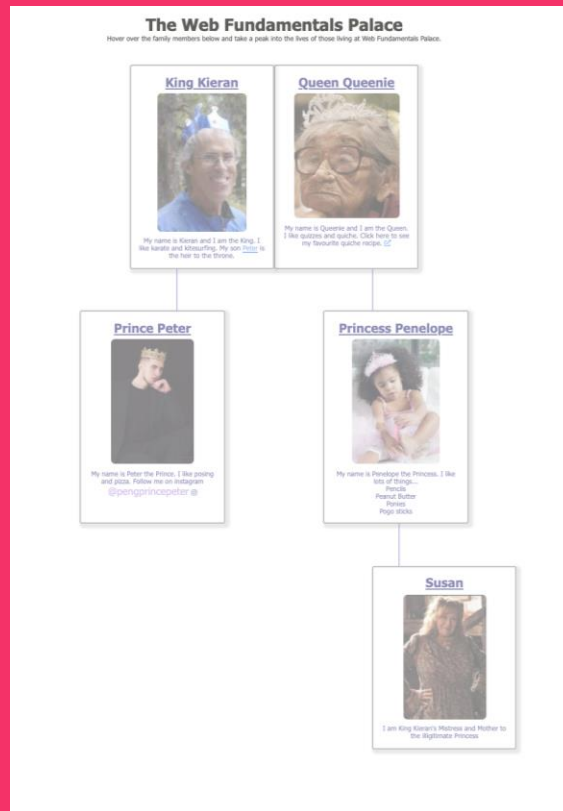 The Web Fundamentals Palace
Hover over the family members below and take a peak into the lives of those living at Web Fundamentals Palace.
King Kieran
My name is Kieran and I am the King. I
like karate and kitesurfing. My son Peter is
the heir to the throne.
Queen Queenie
My name is Queenie and I am the Queen.
I like quizzes and quiche. Click here to see
my favourite quiche recipe.
Prince Peter
My name is Peter the Prince. I like posing
and pizza. Follow me on instagram
@pengprincepeter
Princess Penelope
My name is Penelope the Princess. I like
lots of things...
Pencils
Peanut Butter
Ponies
Pogo sticks
Susan
I am King Kieran's Mistress and Mother to
the illigitimate Princess